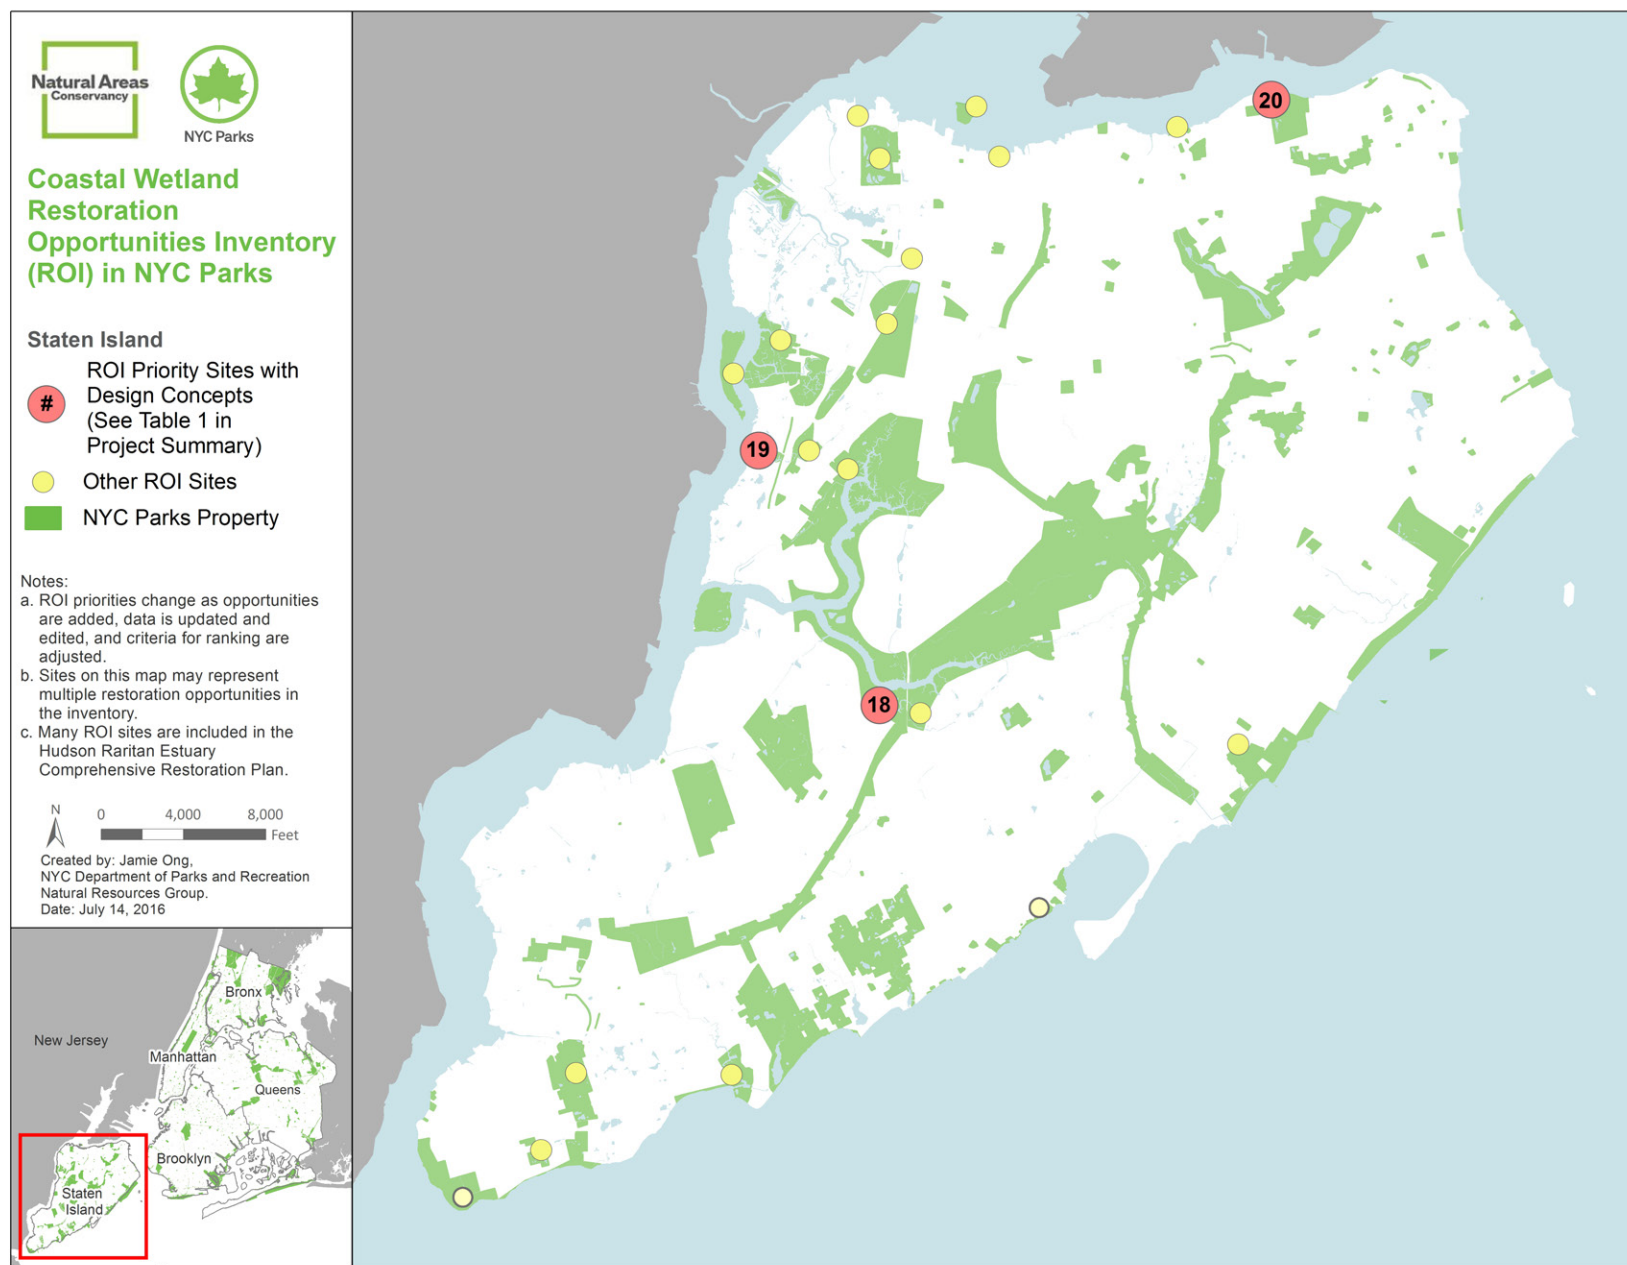 Natural Areas
Conservancy
NYC Parks
Coastal Wetland
Restoration
Opportunities Inventory
(ROI) in NYC Parks
Staten Island
#
ROI Priority Sites with
Design Concepts
(See Table 1 in
Project Summary)
Other ROI Sites
NYC Parks Property
Notes:
a. ROI priorities change as opportunities
are added, data is updated and
edited, and criteria for ranking are
adjusted.
b. Sites on this map may represent
multiple restoration opportunities in
the inventory.
c. Many ROI sites are included in the
Hudson Raritan Estuary
Comprehensive Restoration Plan.
N
0 4,000 8,000
Feet
Created by: Jamie Ong,
NYC Department of Parks and Recreation
Natural Resources Group.
Date: July 14, 2016
Bronx
New Jersey
Manhattan
Queens
Brooklyn
Staten
Island
20
19
18